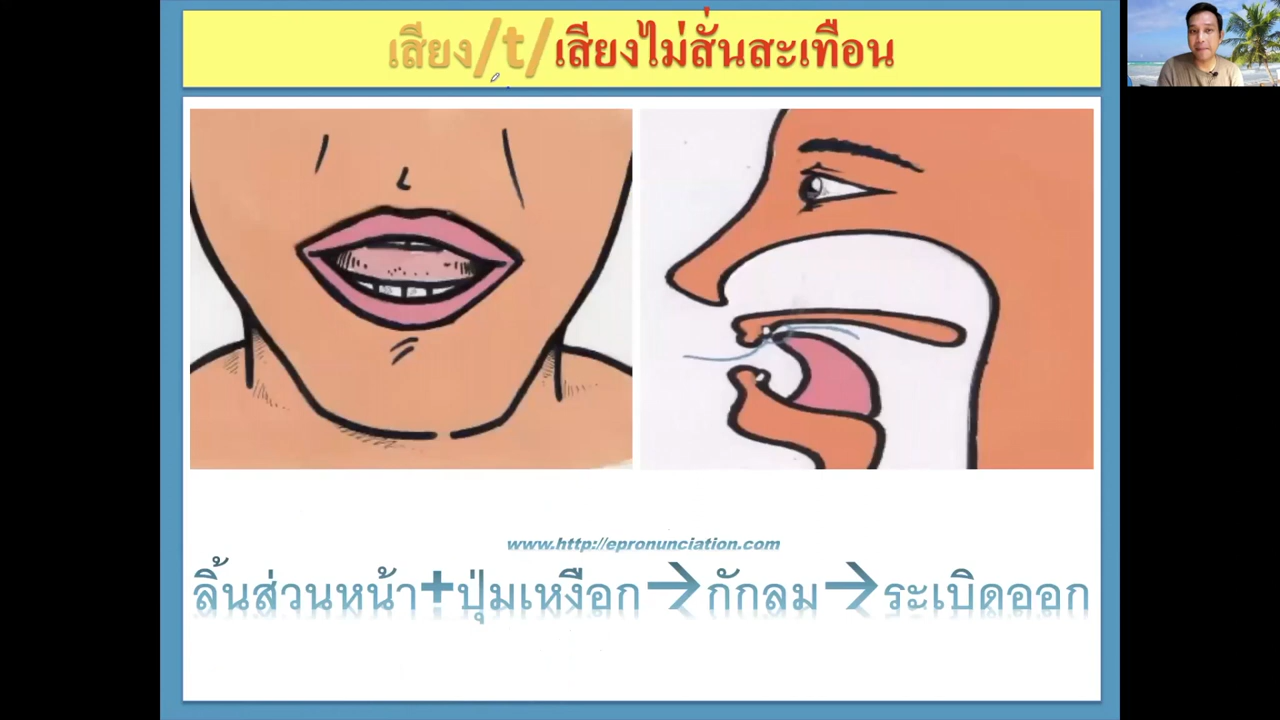 เสียง/t/เสียงไม่สั่นสะเทือน
www.http://epronunciation.com
ลิ้นส่วนหน้า+ปุ่มเหงือก→กักลม→ระเบิดออก